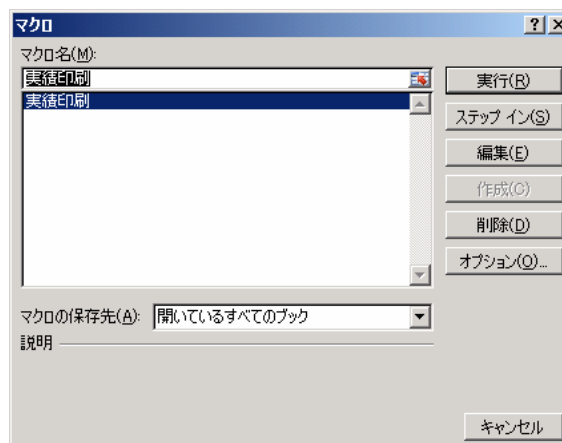 マクロ
マクロ名(M):
実績印刷
実績印刷
実行(R)
ステップ イン(S)
編集(E)
作成(C)
削除(D)
オプション(O)...
マクロの保存先(A):
開いているすべてのブック
説明
キャンセル